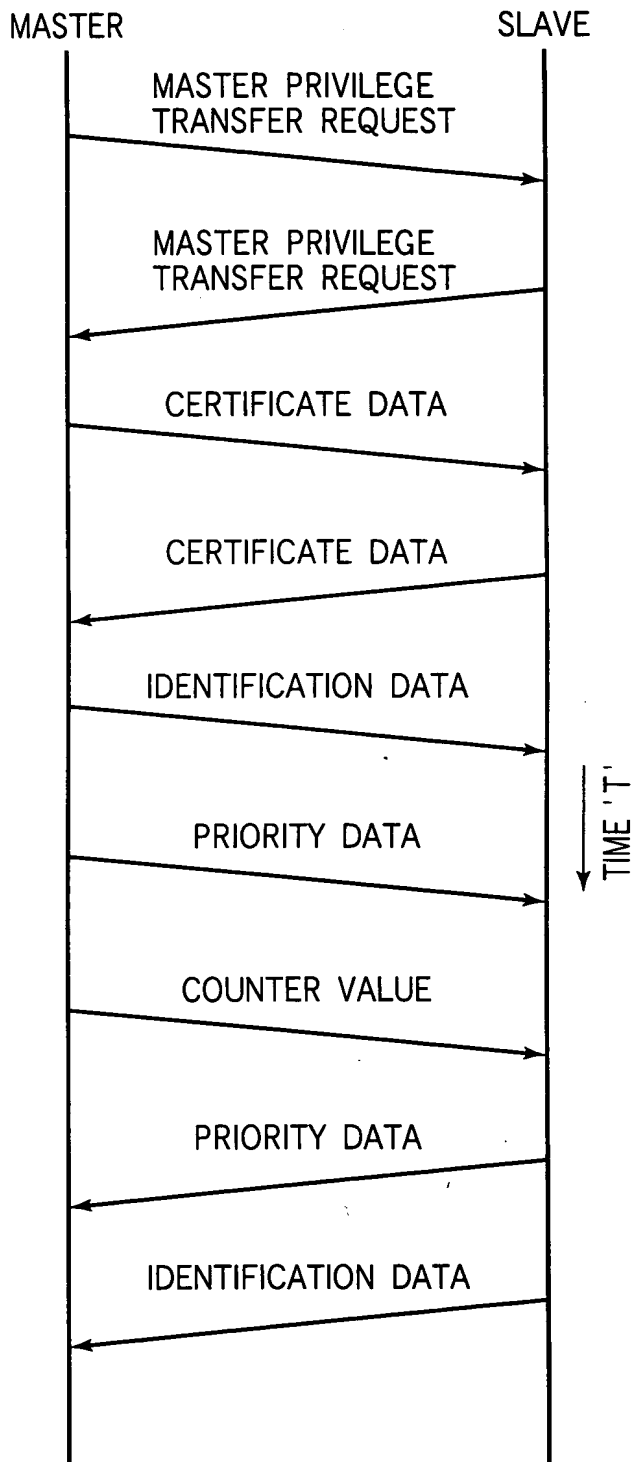 MASTER
SLAVE
MASTER PRIVILEGE
TRANSFER REQUEST
MASTER PRIVILEGE
TRANSFER REQUEST
CERTIFICATE DATA
CERTIFICATE DATA
IDENTIFICATION DATA
TIME 'T'
PRIORITY DATA
COUNTER VALUE
PRIORITY DATA
IDENTIFICATION DATA